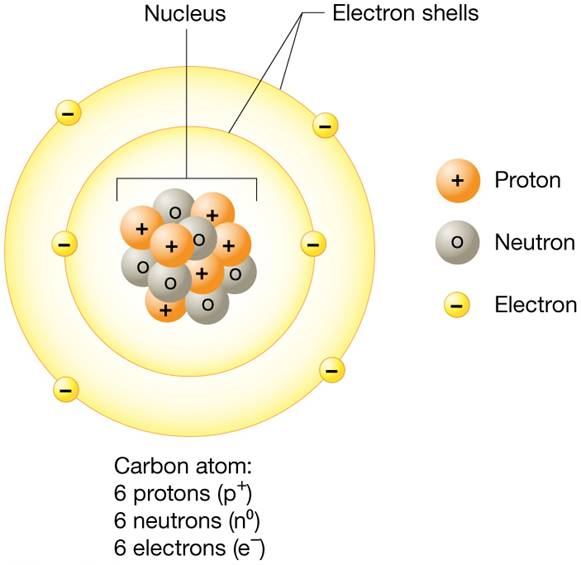 Nucleus
Electron shells
Proton
Neutron
Electron
Carbon atom:
6 protons (p⁺)
6 neutrons (n⁰)
6 electrons (e⁻)